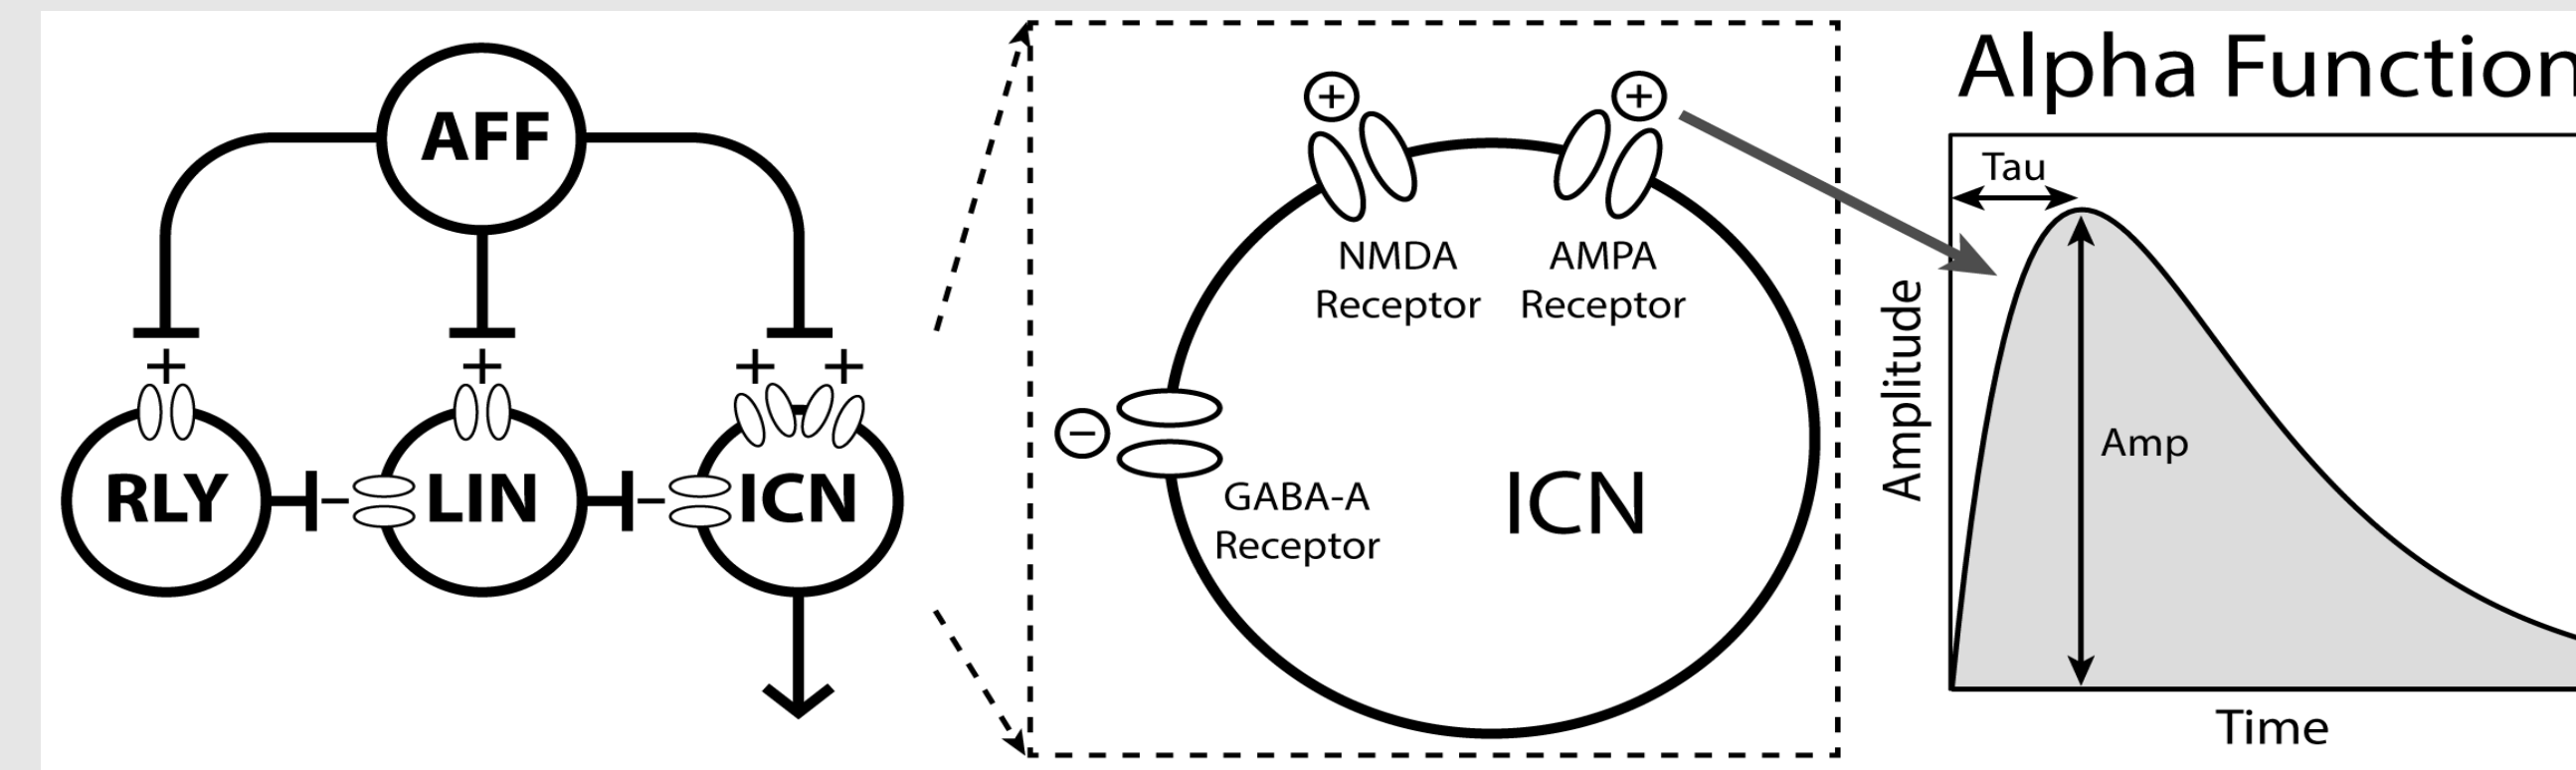 AFF
+
+
+
+
RLY
–
LIN
–
ICN
+
+
NMDA
Receptor
AMPA
Receptor
–
GABA-A
Receptor
ICN
Alpha Function
Tau
Amplitude
Amp
Time